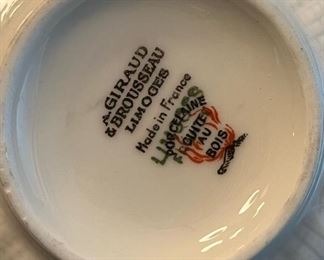 A. GIRAUD
& BROUSSEAU
LIMOGES
Made in France
LIMOGES
PORCELAINE
CUITE
AU
BOIS